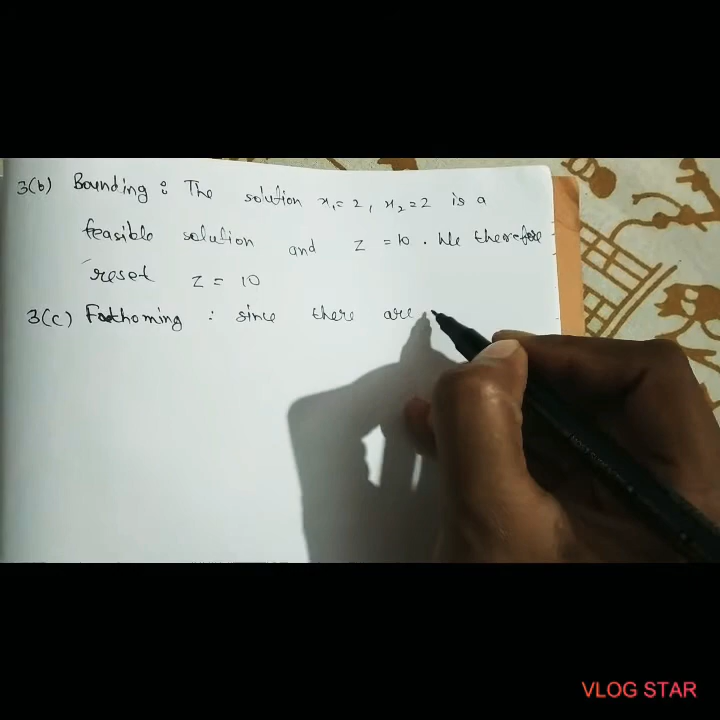 3(b) Bounding : The solution x₁ = 2, x₂ = 2 is a
feasible solution and Z = 10. We therefore
reset Z = 10
3(c) Fathoming : since there are
VLOG STAR